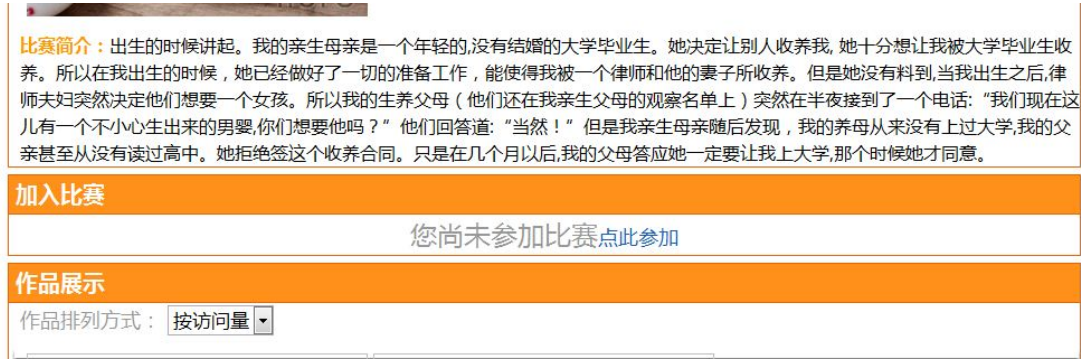 比赛简介：出生的时候讲起。我的亲生母亲是一个年轻的,没有结婚的大学毕业生。她决定让别人收养我, 她十分想让我被大学毕业生收
养。所以在我出生的时候，她已经做好了一切的准备工作，能使得我被一个律师和他的妻子所收养。但是她没有料到,当我出生之后,律
师夫妇突然决定他们想要一个女孩。所以我的生养父母（他们还在我亲生父母的观察名单上）突然在半夜接到了一个电话:“我们现在这
儿有一个不小心生出来的男婴,你们想要他吗？”他们回答道:“当然！”但是我亲生母亲随后发现，我的养母从来没有上过大学,我的父
亲甚至从没有读过高中。她拒绝签这个收养合同。只是在几个月以后,我的父母答应她一定要让我上大学,那个时候她才同意。
加入比赛
您尚未参加比赛点此参加
作品展示
作品排列方式： 按访问量